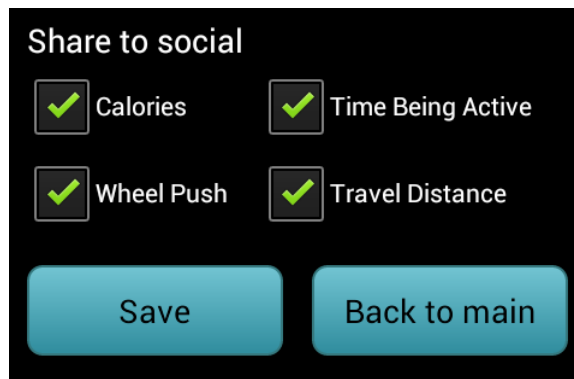 Share to social
Calories Time Being Active
Wheel Push Travel Distance
Save Back to main